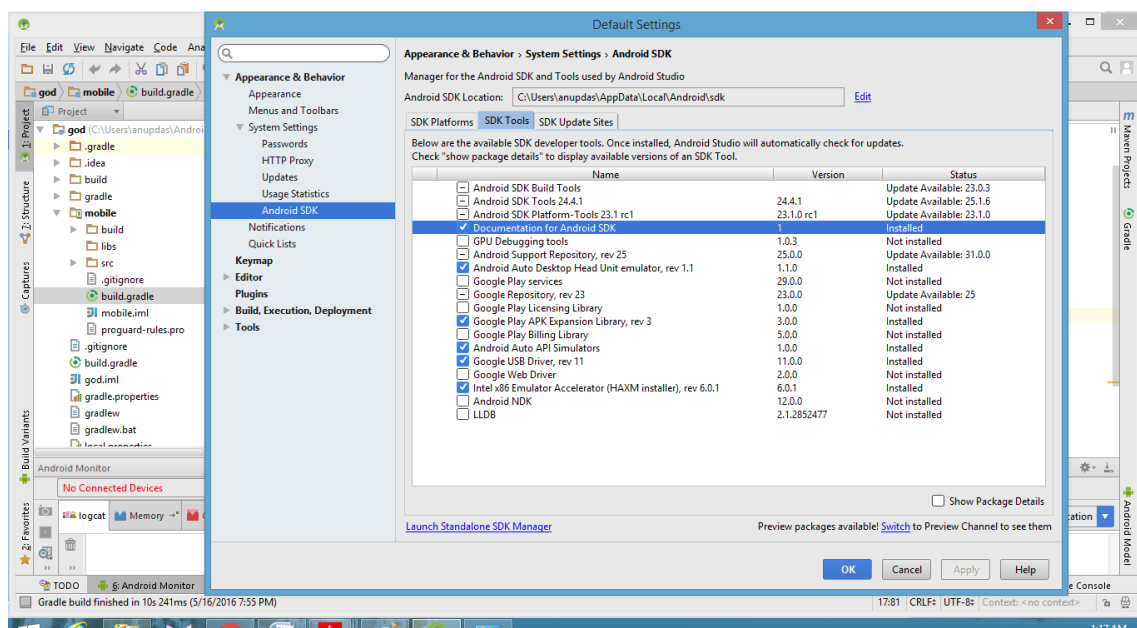 Default Settings
File Edit View Navigate Code Ana
god mobile build.gradle
1: Project
Project
god (C:\Users\anupdas\Androi
.gradle
.idea
build
gradle
mobile
build
libs
src
.gitignore
build.gradle
mobile.iml
proguard-rules.pro
.gitignore
build.gradle
god.iml
gradle.properties
gradlew
gradlew.bat
local.properties
Z: Structure
Captures
Build Variants
2: Favorites
Android Monitor
No Connected Devices
logcat Memory
TODO 6: Android Monitor
Gradle build finished in 10s 241ms (5/16/2016 7:55 PM)
Appearance & Behavior
Appearance
Menus and Toolbars
System Settings
Passwords
HTTP Proxy
Updates
Usage Statistics
Android SDK
Notifications
Quick Lists
Keymap
Editor
Plugins
Build, Execution, Deployment
Tools
Appearance & Behavior › System Settings › Android SDK
Manager for the Android SDK and Tools used by Android Studio
Android SDK Location: C:\Users\anupdas\AppData\Local\Android\sdk Edit
SDK Platforms SDK Tools SDK Update Sites
Below are the available SDK developer tools. Once installed, Android Studio will automatically check for updates.
Check "show package details" to display available versions of an SDK Tool.
Name Version Status
Android SDK Build Tools Update Available: 23.0.3
Android SDK Tools 24.4.1 24.4.1 Update Available: 25.1.6
Android SDK Platform-Tools 23.1 rc1 23.1.0 rc1 Update Available: 23.1.0
Documentation for Android SDK 1 Installed
GPU Debugging tools 1.0.3 Not installed
Android Support Repository, rev 25 25.0.0 Update Available: 31.0.0
Android Auto Desktop Head Unit emulator, rev 1.1 1.1.0 Installed
Google Play services 29.0.0 Not installed
Google Repository, rev 23 23.0.0 Update Available: 25
Google Play Licensing Library 1.0.0 Not installed
Google Play APK Expansion Library, rev 3 3.0.0 Installed
Google Play Billing Library 5.0.0 Not installed
Android Auto API Simulators 1.0.0 Installed
Google USB Driver, rev 11 11.0.0 Installed
Google Web Driver 2.0.0 Not installed
Intel x86 Emulator Accelerator (HAXM installer), rev 6.0.1 6.0.1 Installed
Android NDK 12.0.0 Not installed
LLDB 2.1.2852477 Not installed
Show Package Details
Launch Standalone SDK Manager Preview packages available! Switch to Preview Channel to see them
OK Cancel Apply Help
Maven Projects
Gradle
Android Model
cation
e Console
17:81 CRLF UTF-8 Context: <no context>
1:17 AM